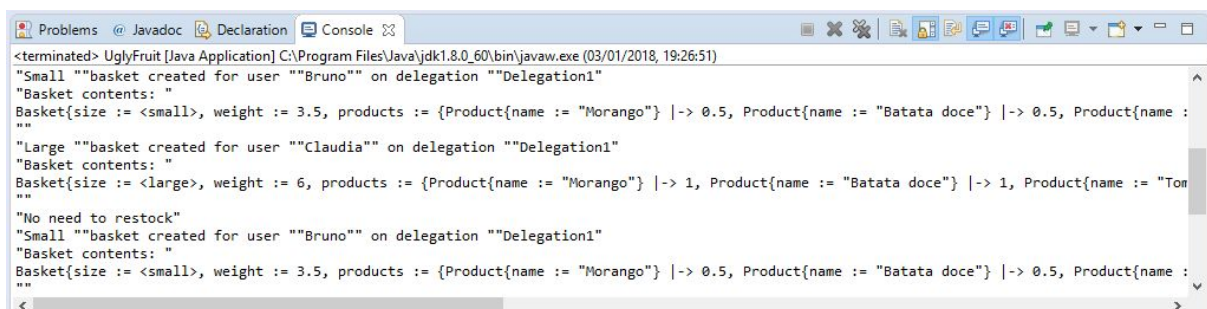 Problems @ Javadoc Declaration Console
<terminated> UglyFruit [Java Application] C:\Program Files\Java\jdk1.8.0_60\bin\javaw.exe (03/01/2018, 19:26:51)
"Small ""basket created for user ""Bruno"" on delegation ""Delegation1"
"Basket contents: "
Basket{size := <small>, weight := 3.5, products := {Product{name := "Morango"} |-> 0.5, Product{name := "Batata doce"} |-> 0.5, Product{name :
""
"Large ""basket created for user ""Claudia"" on delegation ""Delegation1"
"Basket contents: "
Basket{size := <large>, weight := 6, products := {Product{name := "Morango"} |-> 1, Product{name := "Batata doce"} |-> 1, Product{name := "Tom
""
"No need to restock"
"Small ""basket created for user ""Bruno"" on delegation ""Delegation1"
"Basket contents: "
Basket{size := <small>, weight := 3.5, products := {Product{name := "Morango"} |-> 0.5, Product{name := "Batata doce"} |-> 0.5, Product{name :
""